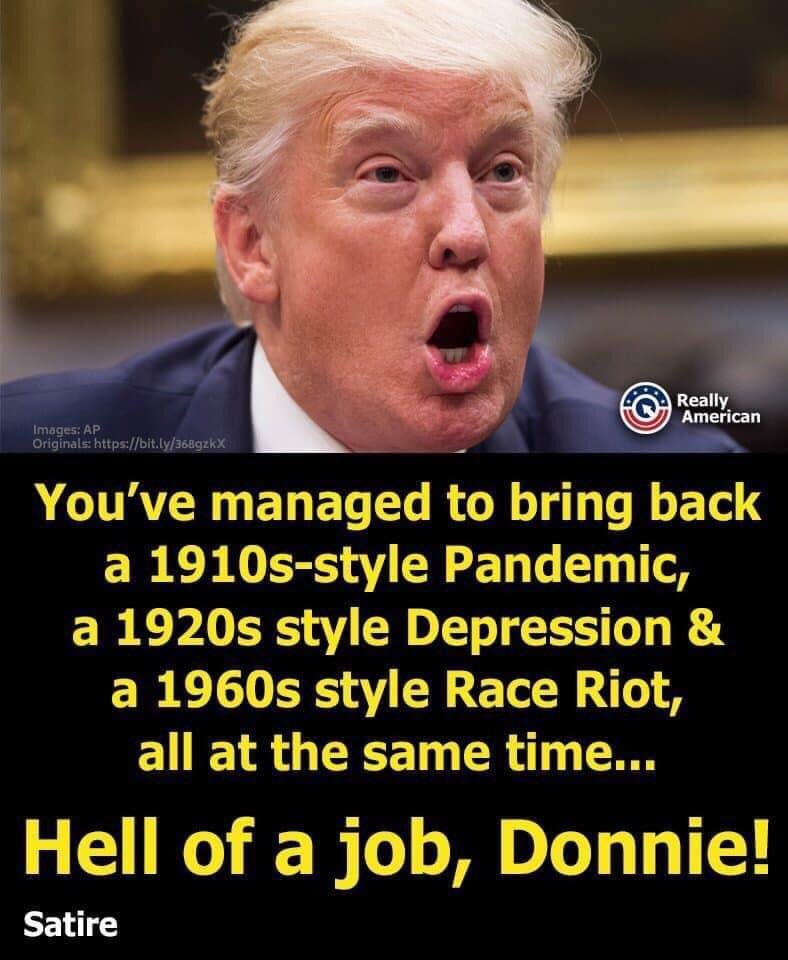 Images: AP
Originals: https://bit.ly/368gzkX
Really
American
You've managed to bring back
a 1910s-style Pandemic,
a 1920s style Depression &
a 1960s style Race Riot,
all at the same time...
Hell of a job, Donnie!
Satire